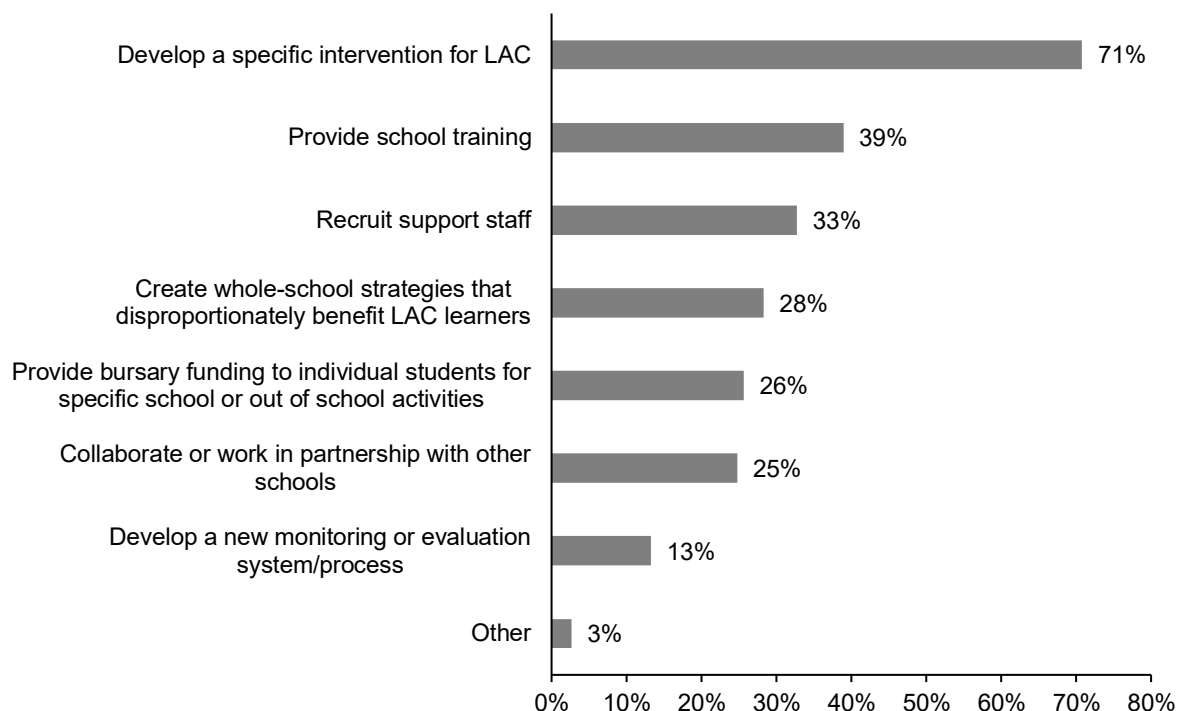 Develop a specific intervention for LAC
71%
Provide school training
39%
Recruit support staff
33%
Create whole-school strategies that
disproportionately benefit LAC learners
28%
Provide bursary funding to individual students for
specific school or out of school activities
26%
Collaborate or work in partnership with other
schools
25%
Develop a new monitoring or evaluation
system/process
13%
Other
3%
0% 10% 20% 30% 40% 50% 60% 70% 80%